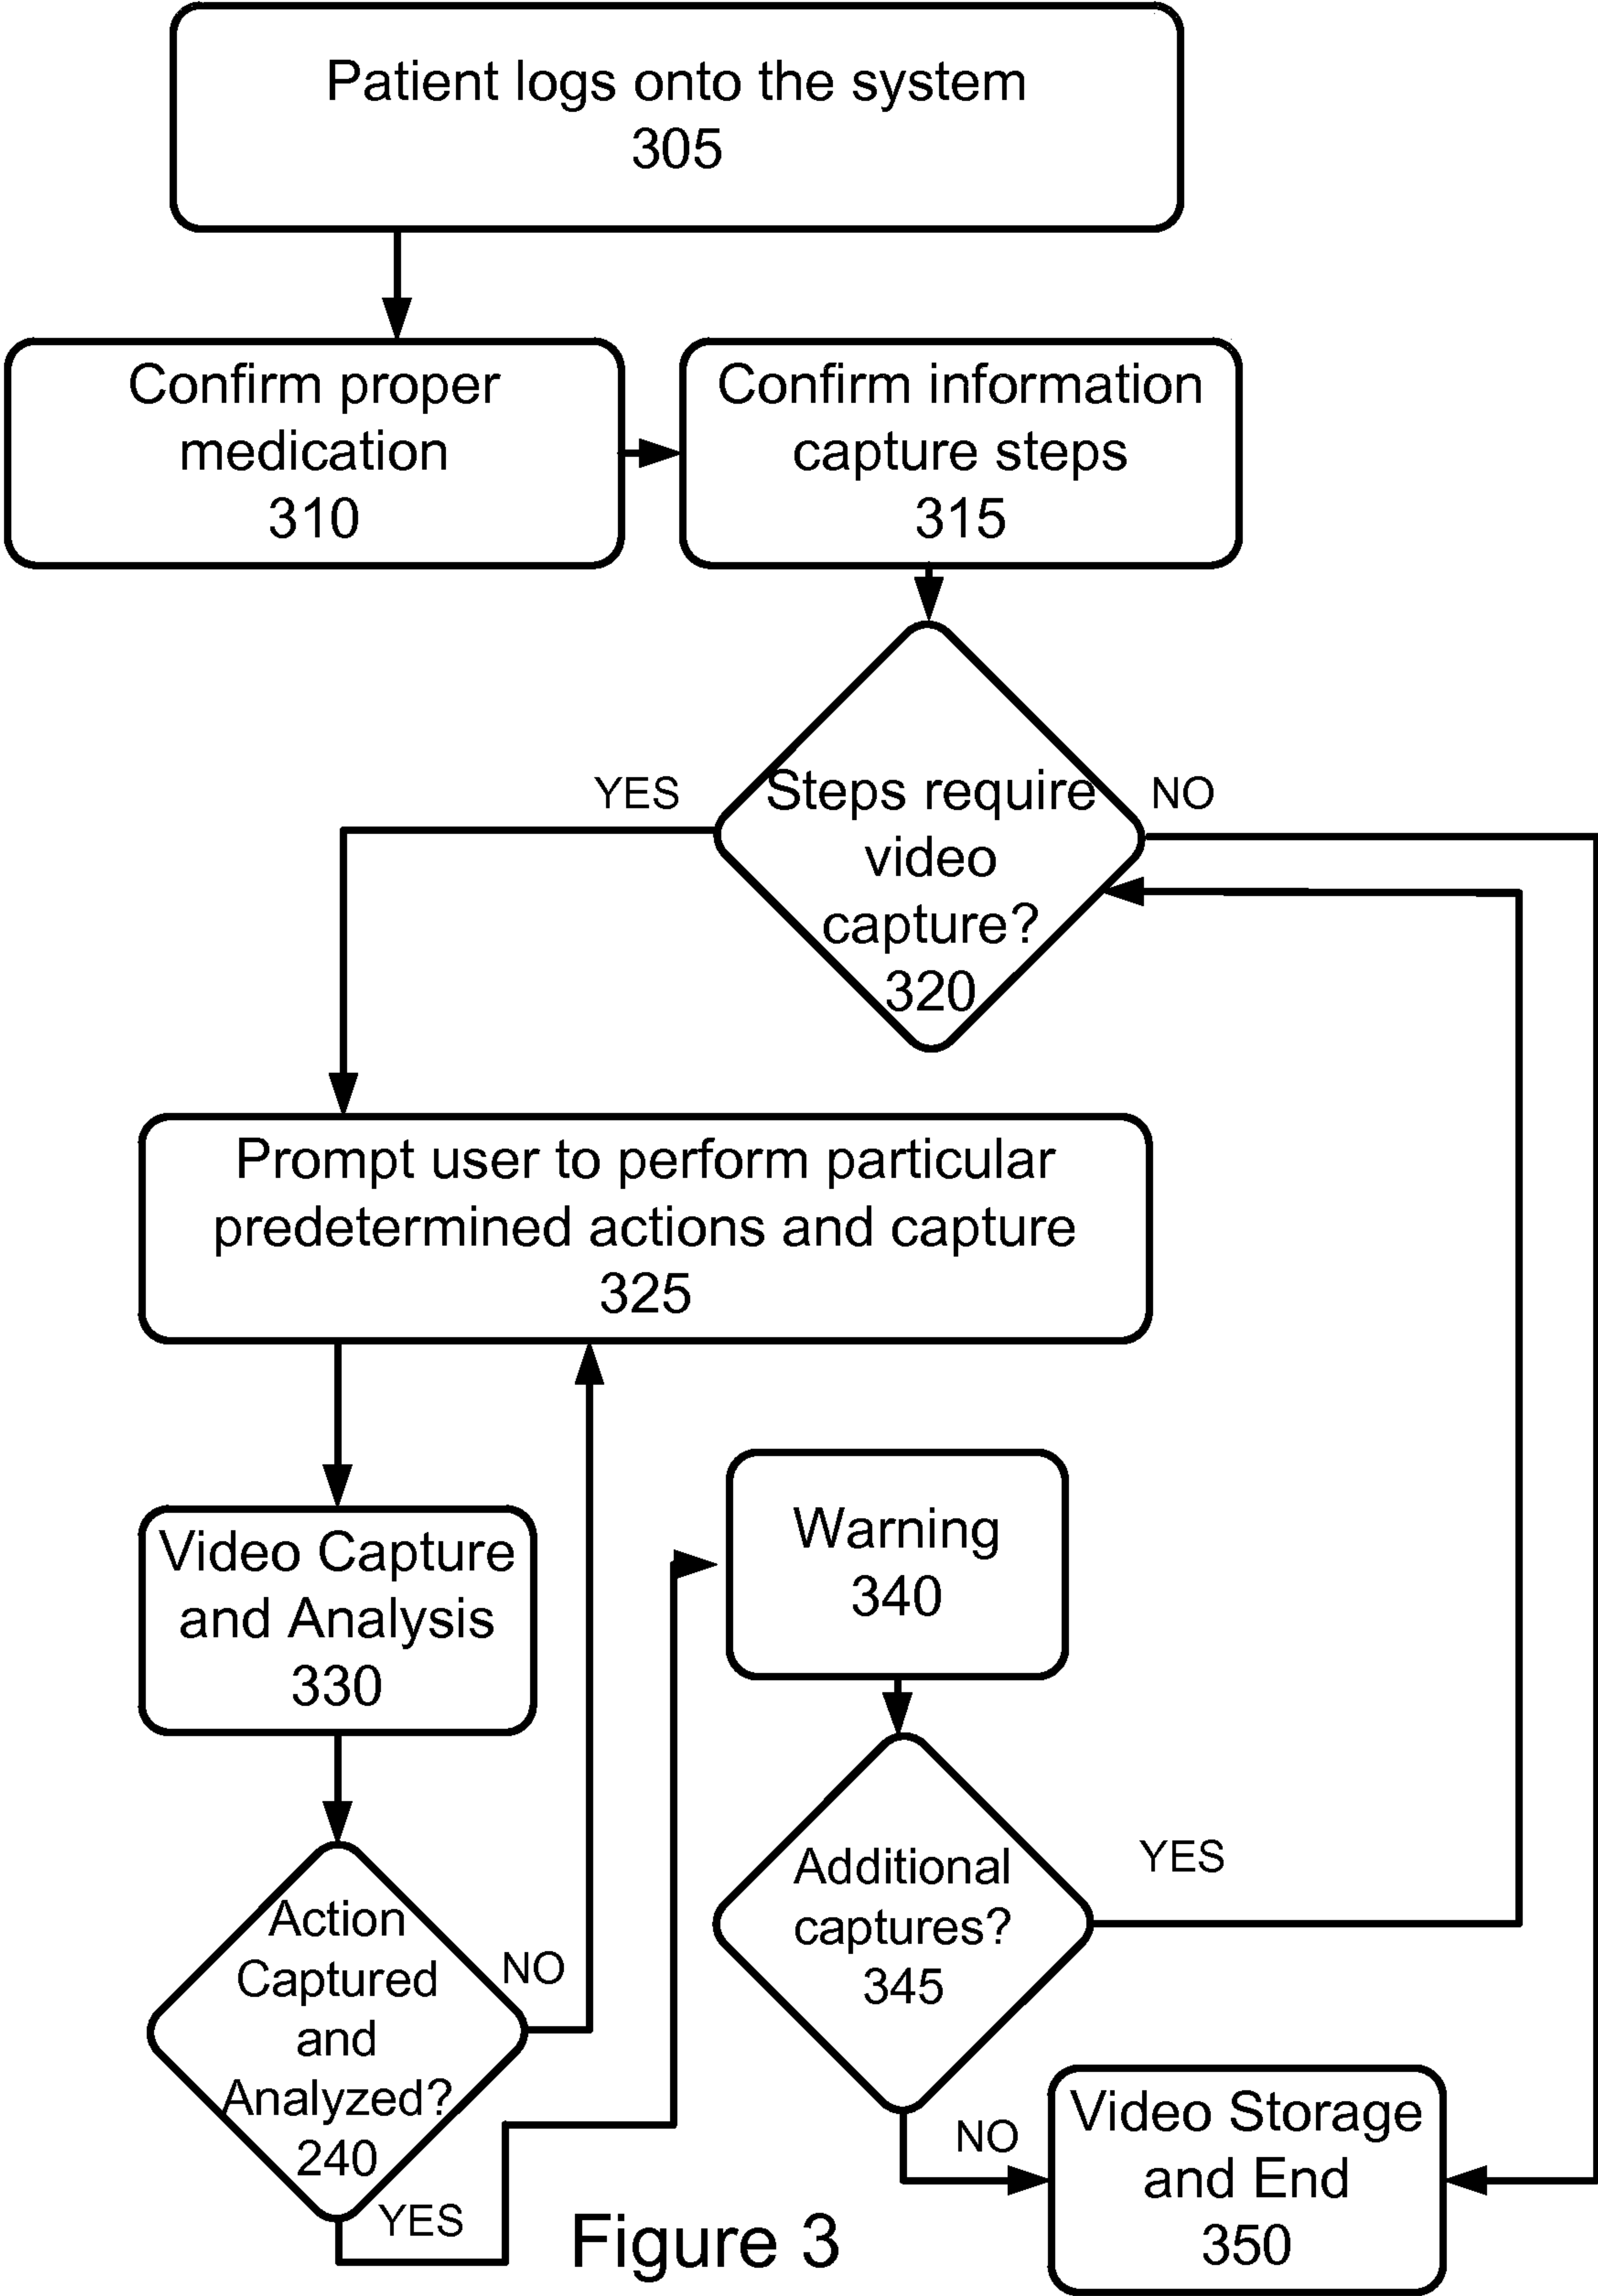 Patient logs onto the system
305
Confirm proper
medication
310
Confirm information
capture steps
315
YES
Steps require
video
capture?
320
NO
Prompt user to perform particular
predetermined actions and capture
325
Video Capture
and Analysis
330
Warning
340
Action
Captured
and
Analyzed?
240
NO
YES
Additional
captures?
345
YES
NO
Video Storage
and End
350
Figure 3